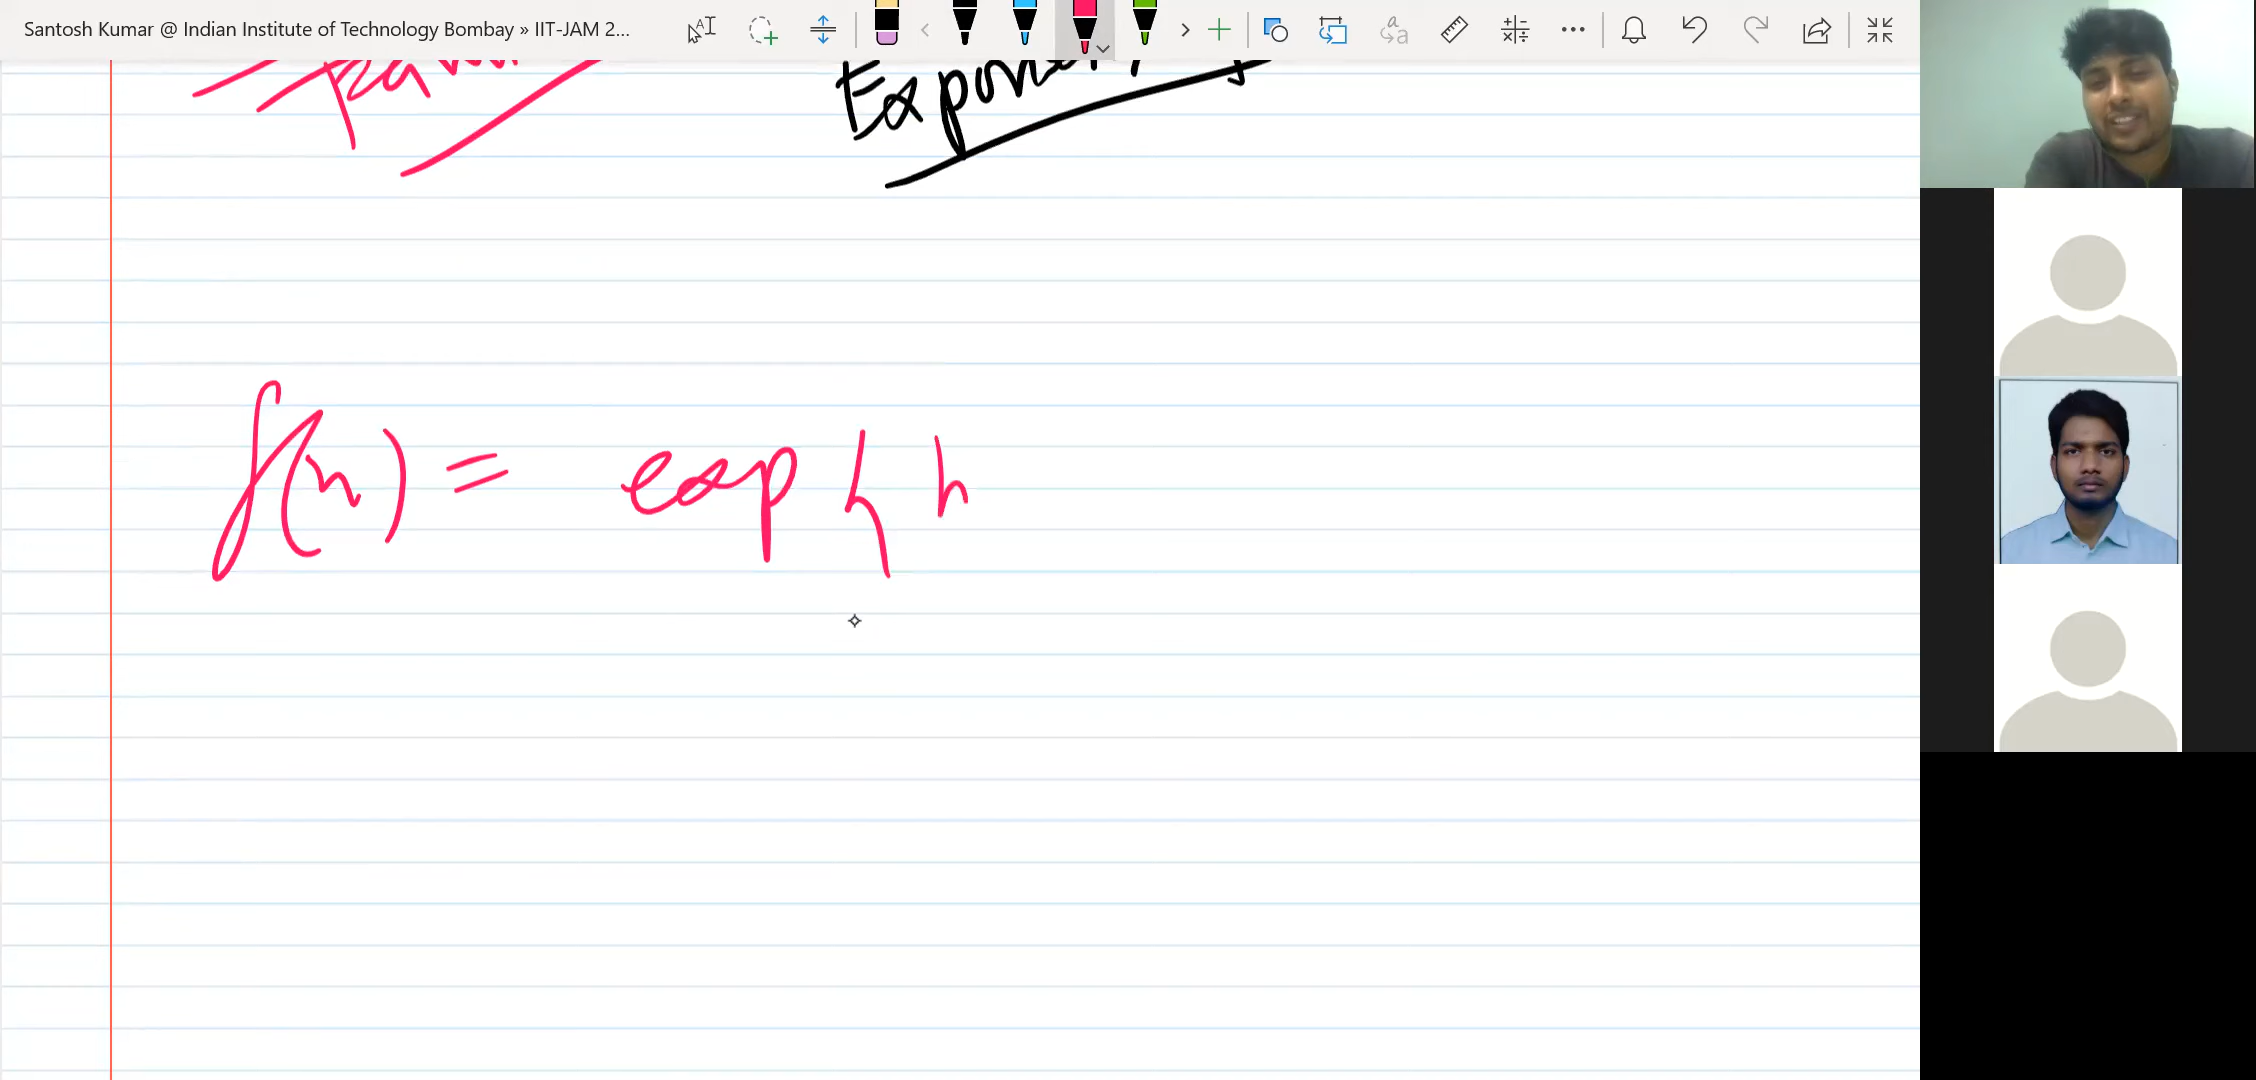 Santosh Kumar @ Indian Institute of Technology Bombay » IIT-JAM 2...
f(n) = exp { h